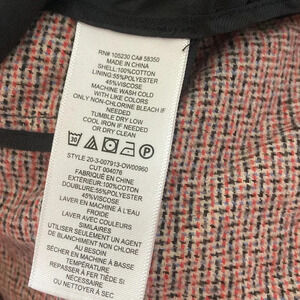 RN# 105230 CA# 58350
MADE IN CHINA
SHELL:100%COTTON
LINING:55%POLYESTER
45%VISCOSE
MACHINE WASH COLD
WITH LIKE COLORS
ONLY NON-CHLORINE BLEACH IF
NEEDED
TUMBLE DRY LOW
COOL IRON IF NEEDED
OR DRY CLEAN
30
STYLE 20-3-007913-OW00960
CUT 004076
FABRIQUÉ EN CHINE
EXTÉRIEUR:100%COTON
DOUBLURE:55%POLYESTER
45%VISCOSE
LAVER EN MACHINE À L'EAU
FROIDE
LAVER AVEC COULEURS
SIMILAIRES
UTILISER SEULEMENT UN AGENT
DE BLANCHIMENT NON CHLORÉ
AU BESOIN
SÉCHER EN MACHINE À BASSE
TEMPÉRATURE
REPASSER À FER TIÈDE SI
NÉCESSAIRE
OU NETTOYER À SEC